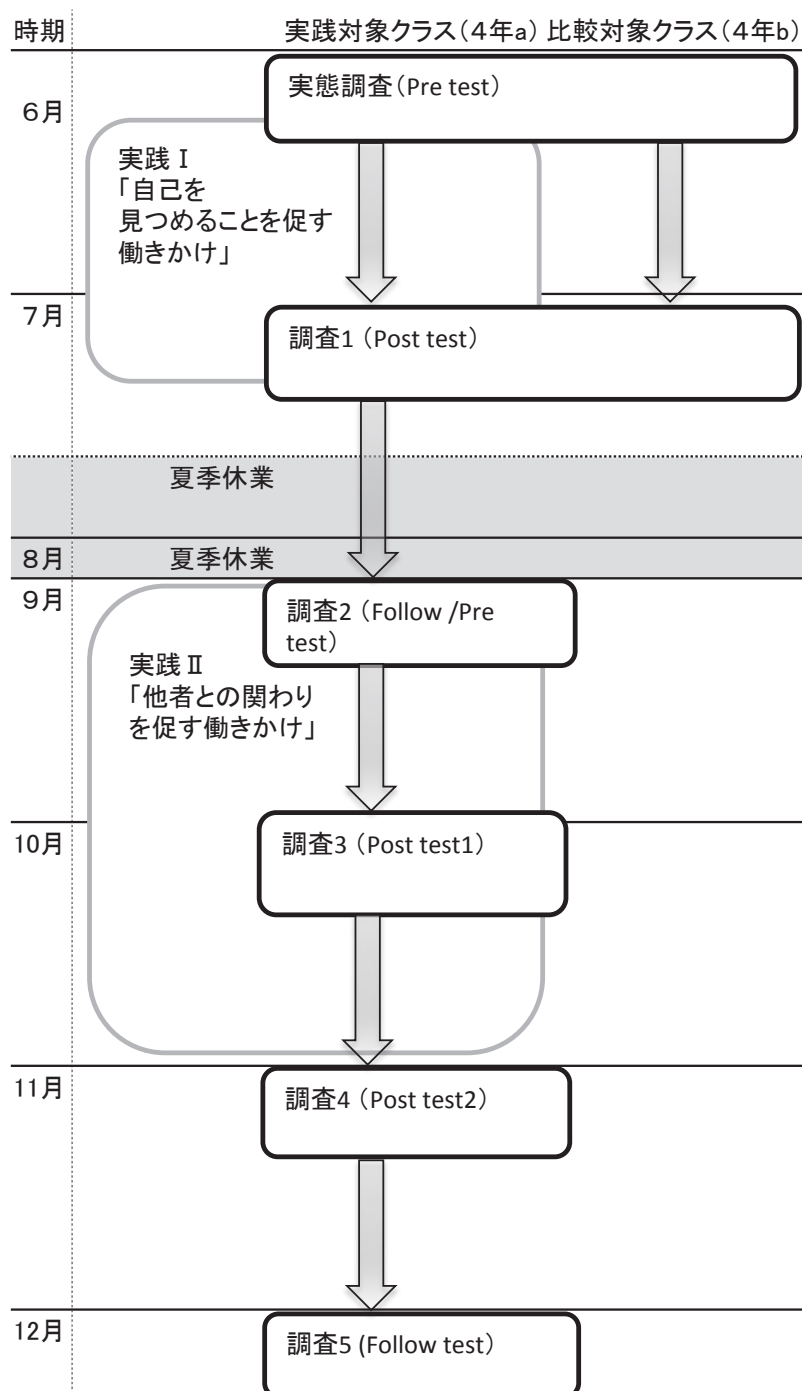 時期 実践対象クラス(4年a) 比較対象クラス(4年b)
実態調査(Pre test)
6月
実践Ⅰ
「自己を
見つめることを促す
働きかけ」
7月
調査1 (Post test)
夏季休業
8月 夏季休業
9月
調査2 (Follow /Pre
test)
実践Ⅱ
「他者との関わり
を促す働きかけ」
10月
調査3 (Post test1)
11月
調査4 (Post test2)
12月
調査5 (Follow test)